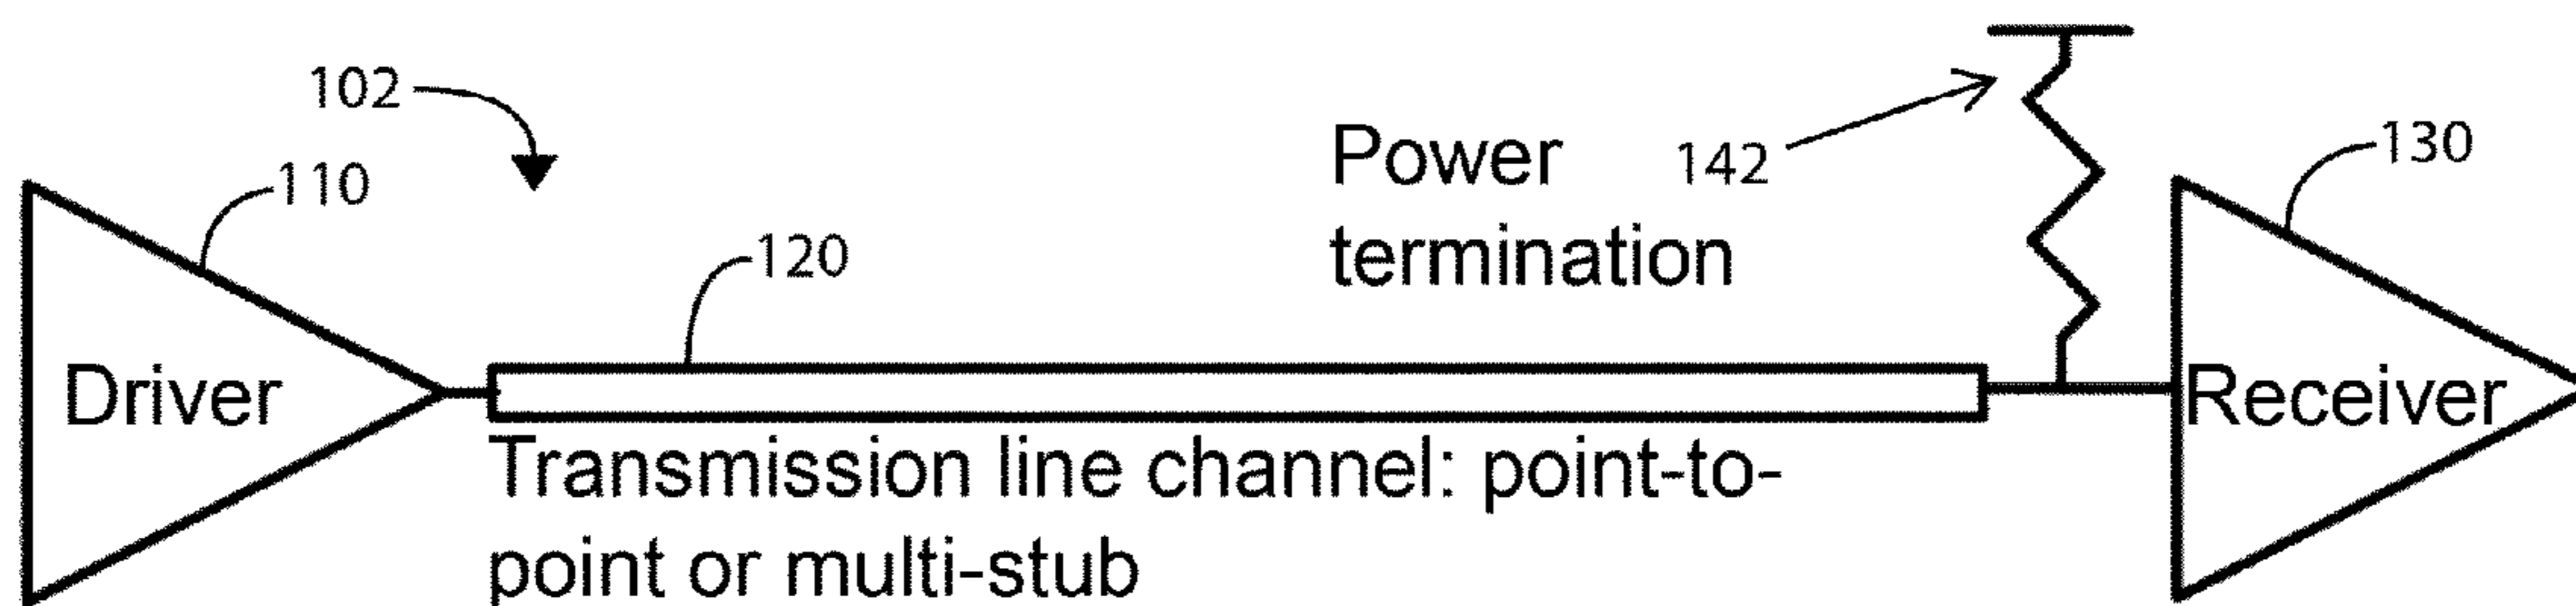 102
110
120
Power 142
termination
130
Driver
Receiver
Transmission line channel: point-to-
point or multi-stub